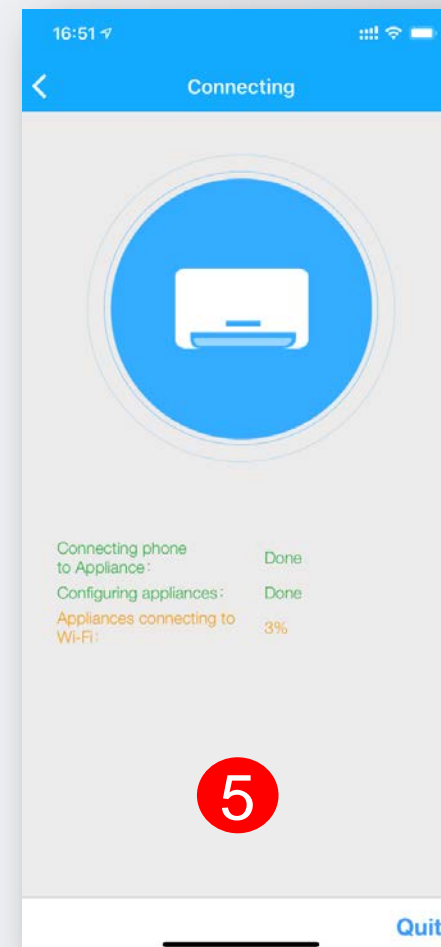 16:51
Connecting
Connecting phone
to Appliance:
Done
Configuring appliances:
Done
Appliances connecting to
Wi-Fi:
3%
5
Quit